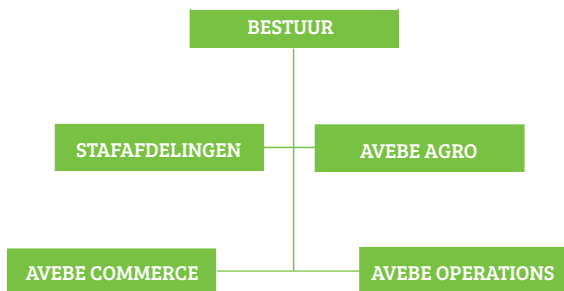 BESTUUR
STAFAFDELINGEN
AVEBE AGRO
AVEBE COMMERCE
AVEBE OPERATIONS